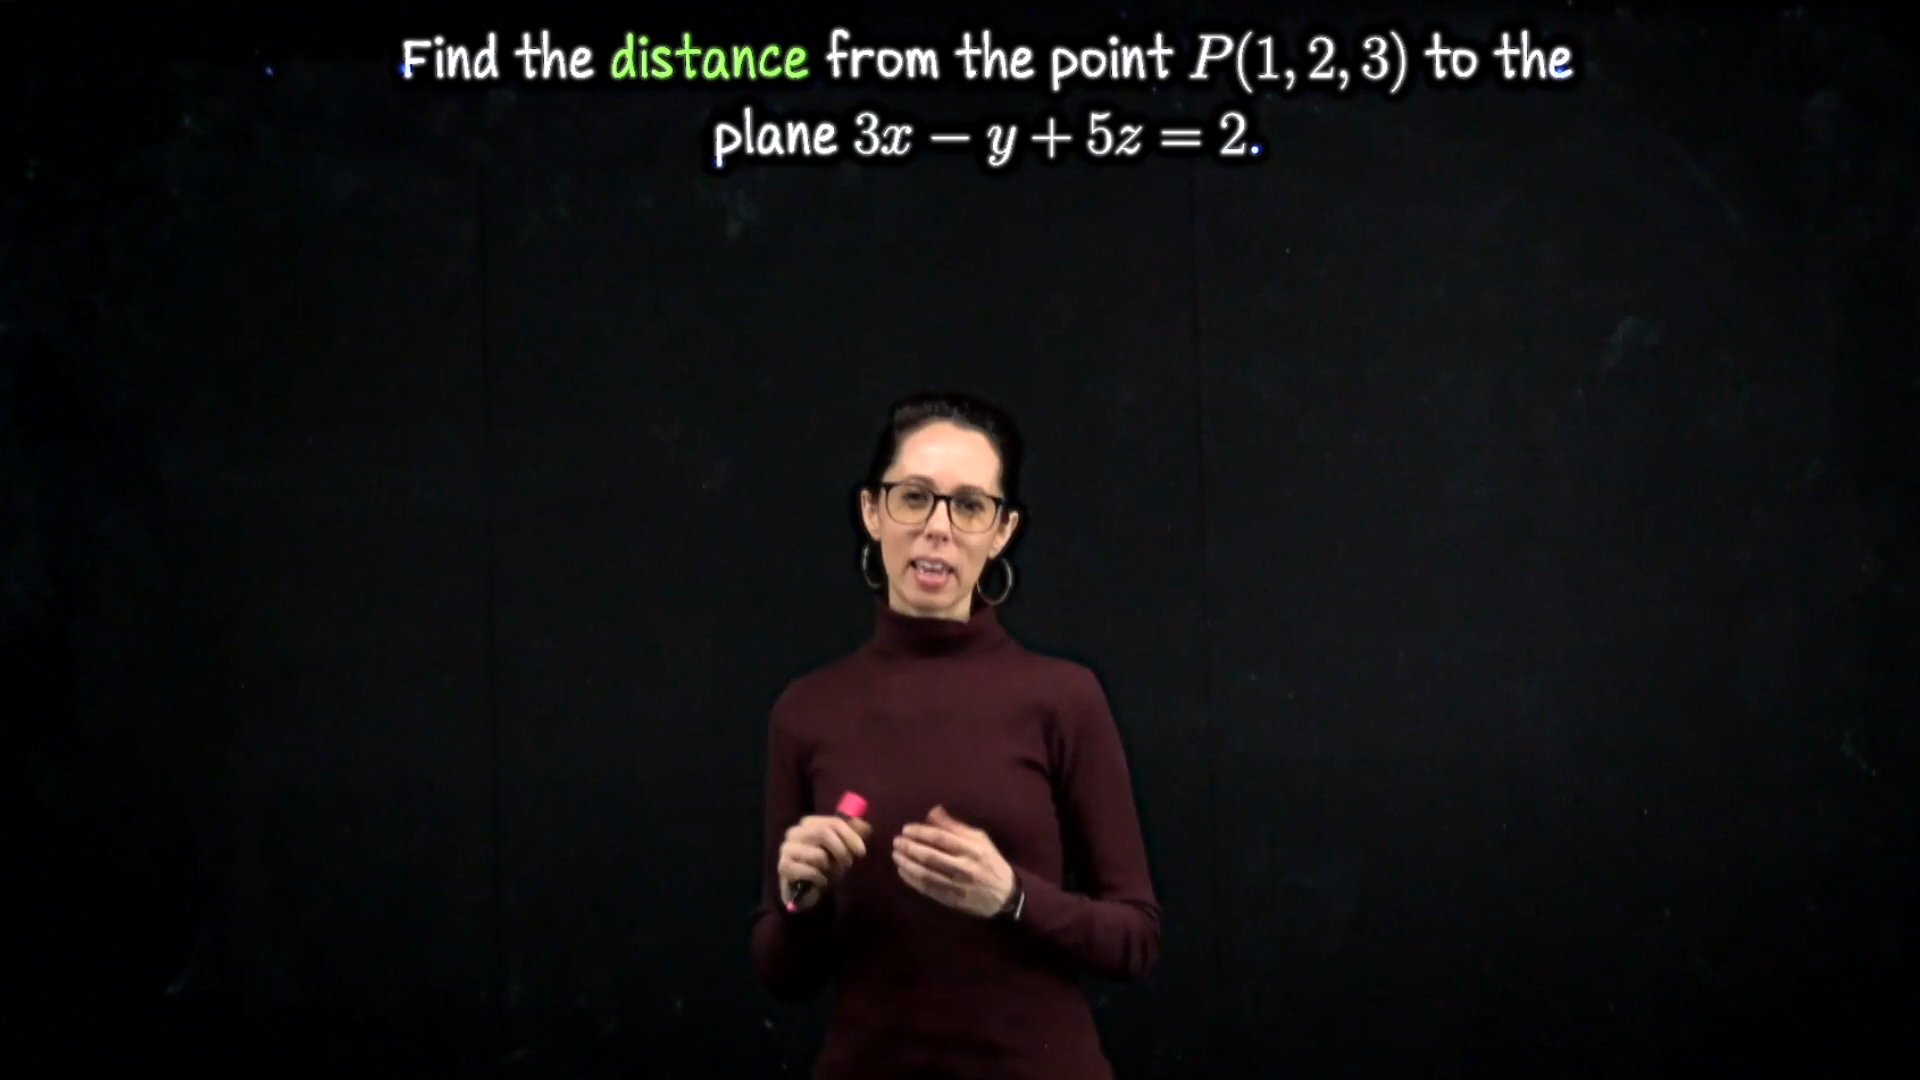 Find the distance from the point P(1, 2, 3) to the
plane 3x − y + 5z = 2.